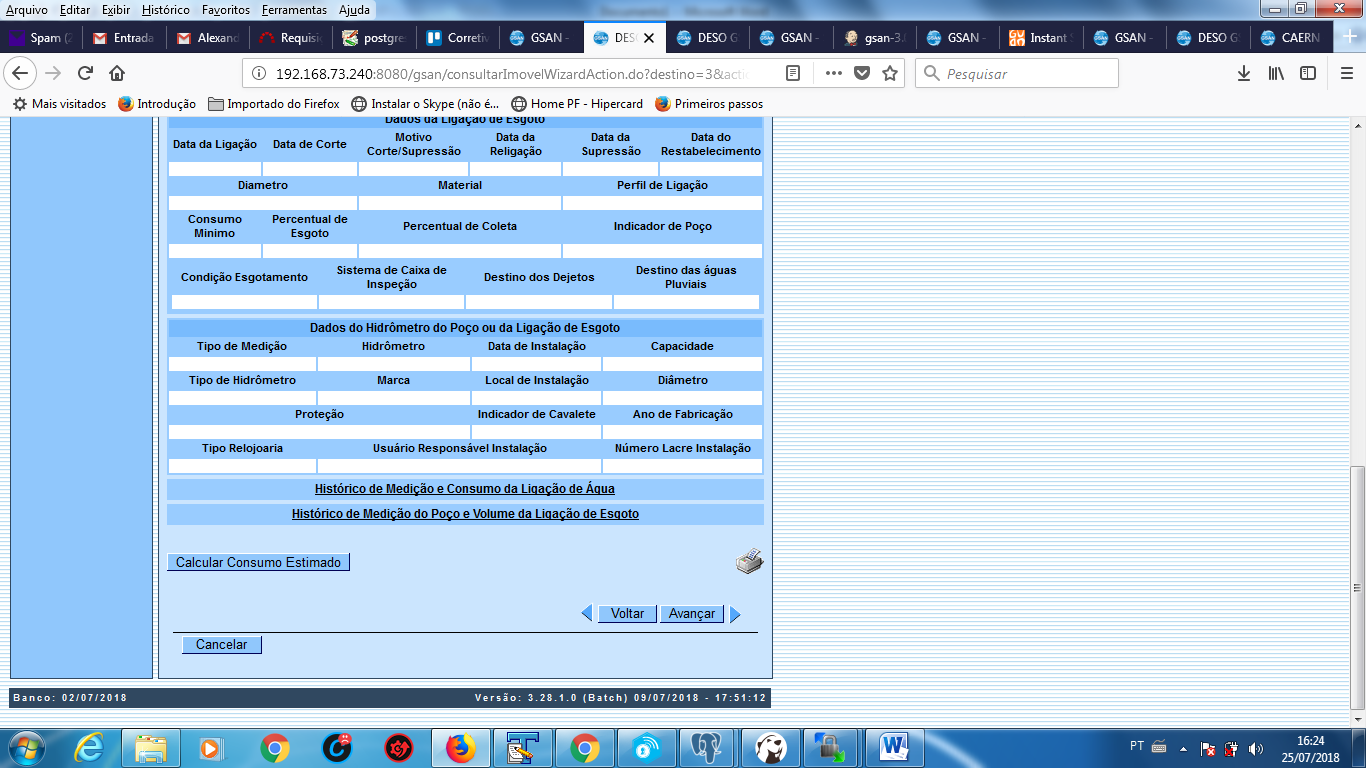 Arquivo Editar Exibir Histórico Favoritos Ferramentas Ajuda
Spam (2 Entrada Alexand Requisi postgre Corretiv GSAN - DESO DESO G GSAN - gsan-3. GSAN - Instant S GSAN - DESO GS CAERN
192.168.73.240:8080/gsan/consultarImovelWizardAction.do?destino=3&actio Pesquisar
Mais visitados Introdução Importado do Firefox Instalar o Skype (não é... Home PF - Hipercard Primeiros passos
Dados da Ligação de Esgoto
Data da Ligação Data de Corte Motivo Corte/Supressão Data da Religação Data da Supressão Data do Restabelecimento
Diametro Material Perfil de Ligação
Consumo Minimo Percentual de Esgoto Percentual de Coleta Indicador de Poço
Condição Esgotamento Sistema de Caixa de Inspeção Destino dos Dejetos Destino das águas Pluviais
Dados do Hidrômetro do Poço ou da Ligação de Esgoto
Tipo de Medição Hidrômetro Data de Instalação Capacidade
Tipo de Hidrômetro Marca Local de Instalação Diâmetro
Proteção Indicador de Cavalete Ano de Fabricação
Tipo Relojoaria Usuário Responsável Instalação Número Lacre Instalação
Histórico de Medição e Consumo da Ligação de Água
Histórico de Medição do Poço e Volume da Ligação de Esgoto
Calcular Consumo Estimado
Voltar Avançar
Cancelar
Banco: 02/07/2018 Versão: 3.28.1.0 (Batch) 09/07/2018 - 17:51:12
PT 16:24
25/07/2018